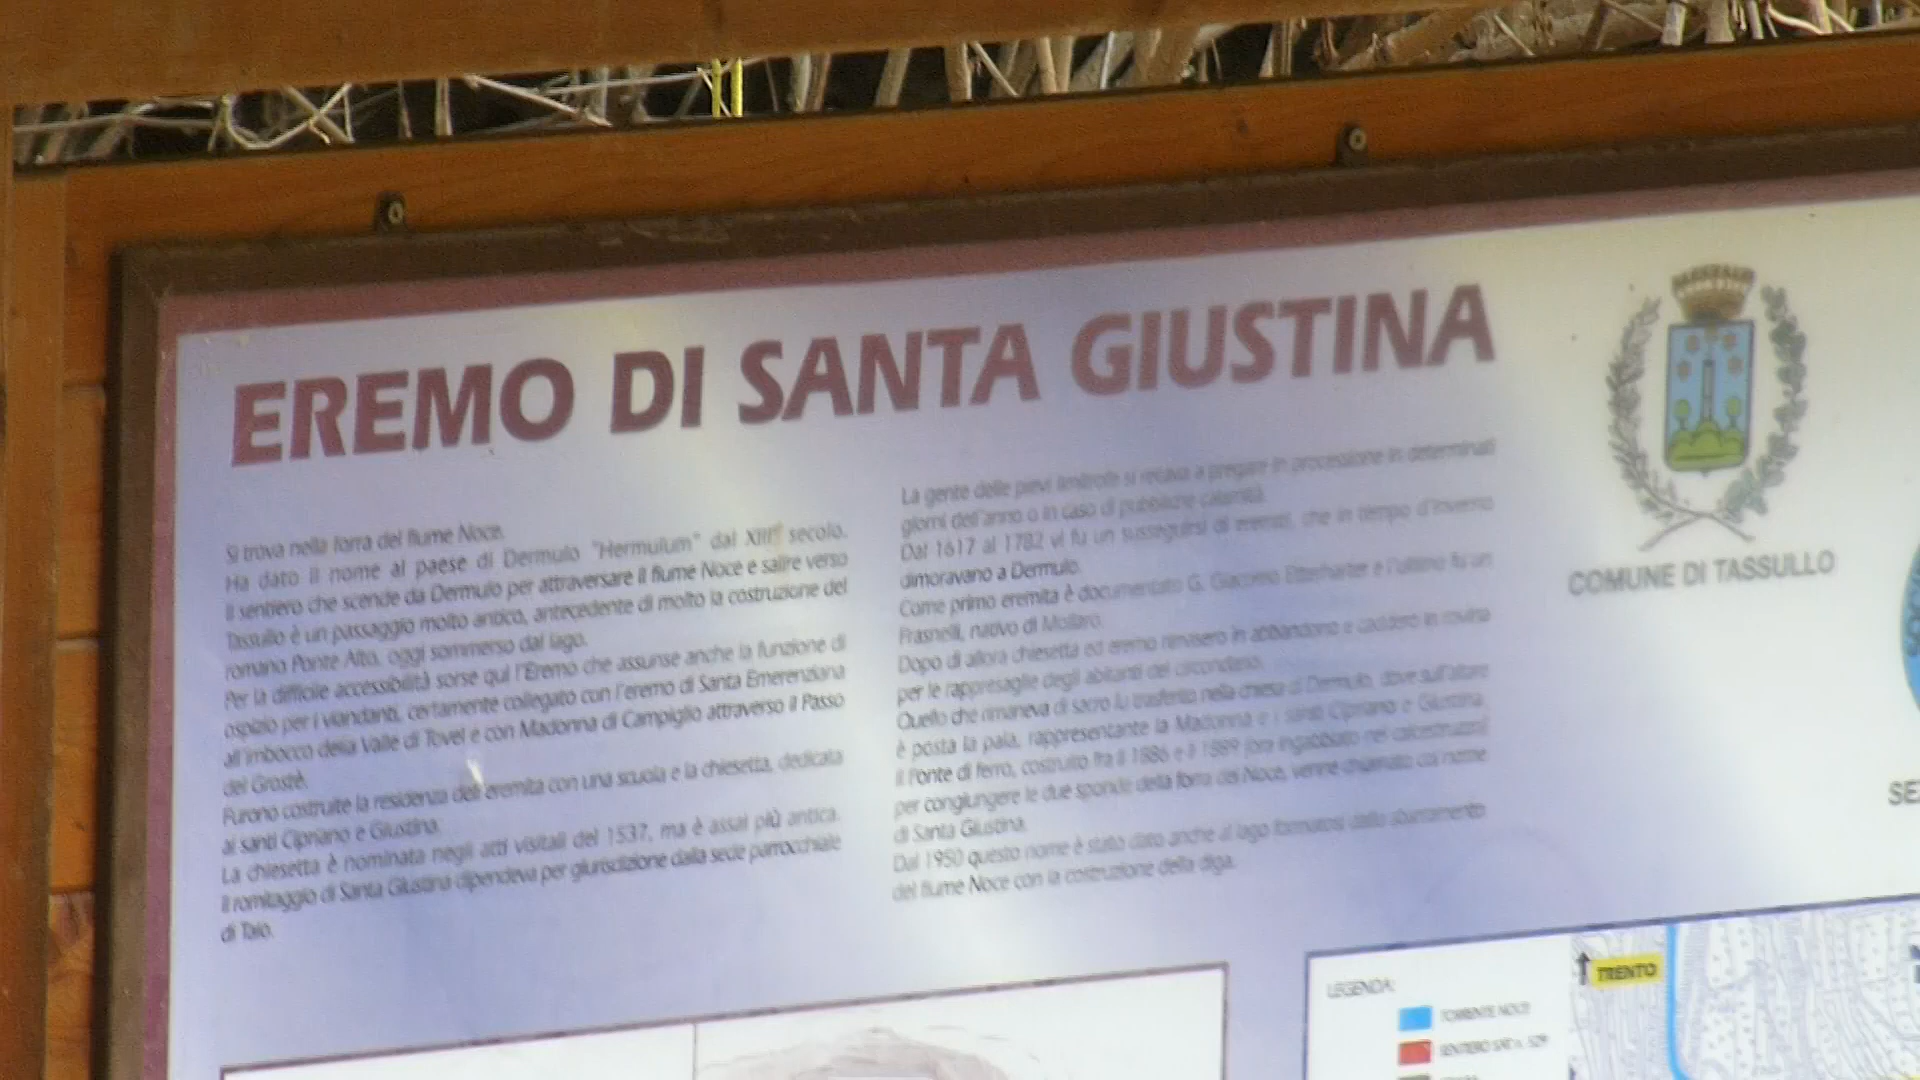 EREMO DI SANTA GIUSTINA
Si trova nella forra del fiume Noce.
Ha dato il nome al paese di Dermulo "Hermulum" dal XIII° secolo.
Il sentiero che scende da Dermulo per attraversare il fiume Noce e salire verso
Tassullo è un passaggio molto antico, antecedente di molto la costruzione del
romano Ponte Alto, oggi sommerso dal lago.
Per la difficile accessibilità sorse qui l'Eremo che assunse anche la funzione di
ospizio per i viandanti, certamente collegato con l'eremo di Santa Emerenziana
all'imbocco della Valle di Tovel e con Madonna di Campiglio attraverso il Passo
del Grostè.
Furono costruite la residenza dell'eremita con una scuola e la chiesetta, dedicata
ai santi Cipriano e Giustina.
La chiesetta è nominata negli atti visitali del 1537, ma è assai più antica.
Il romitaggio di Santa Giustina dipendeva per giurisdizione dalla sede parrocchiale
di Taio.
La gente delle pievi limitrofe si recava a pregare in processione in determinati
giorni dell'anno o in caso di pubbliche calamità.
Dal 1617 al 1782 vi fu un susseguirsi di eremiti, che in tempo d'inverno
dimoravano a Dermulo.
Come primo eremita è documentato G. Giacomo e l'ultimo fu un
Frasnelli, nativo di Mollaro.
Dopo di allora chiesetta ed eremo rimasero in abbandono e caddero in rovina
per le rappresaglie degli abitanti del circondario.
Quello che rimaneva di sacro fu trasferito nella chiesa di Dermulo, dove sull'altare
è posta la pala, rappresentante la Madonna e i santi Cipriano e Giustina.
Il Ponte di ferro, costruito fra il 1886 e il 1889 (ora ingabbiato nel calcestruzzo)
per congiungere le due sponde della forra del Noce, venne chiamato col nome
di Santa Giustina.
Dal 1950 questo nome è stato dato anche al lago formatosi dallo sbarramento
del fiume Noce con la costruzione della diga.
COMUNE DI TASSULLO
LEGENDA:
TORRENTE NOCE
SENTIERO SAT n.
TRENTO